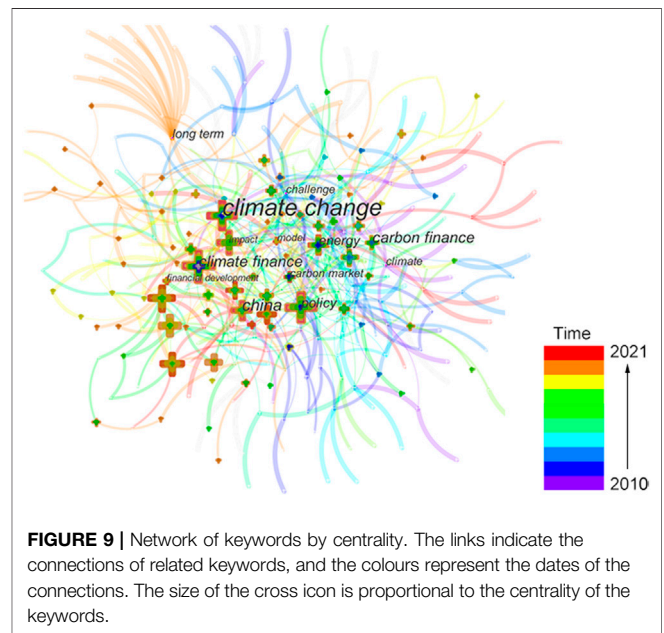 long term
challenge
climate change
impact
model
energy
carbon finance
climate finance
climate
financial development
carbon market
china
policy
Time
2021
2010
FIGURE 9 | Network of keywords by centrality. The links indicate the
connections of related keywords, and the colours represent the dates of the
connections. The size of the cross icon is proportional to the centrality of the
keywords.